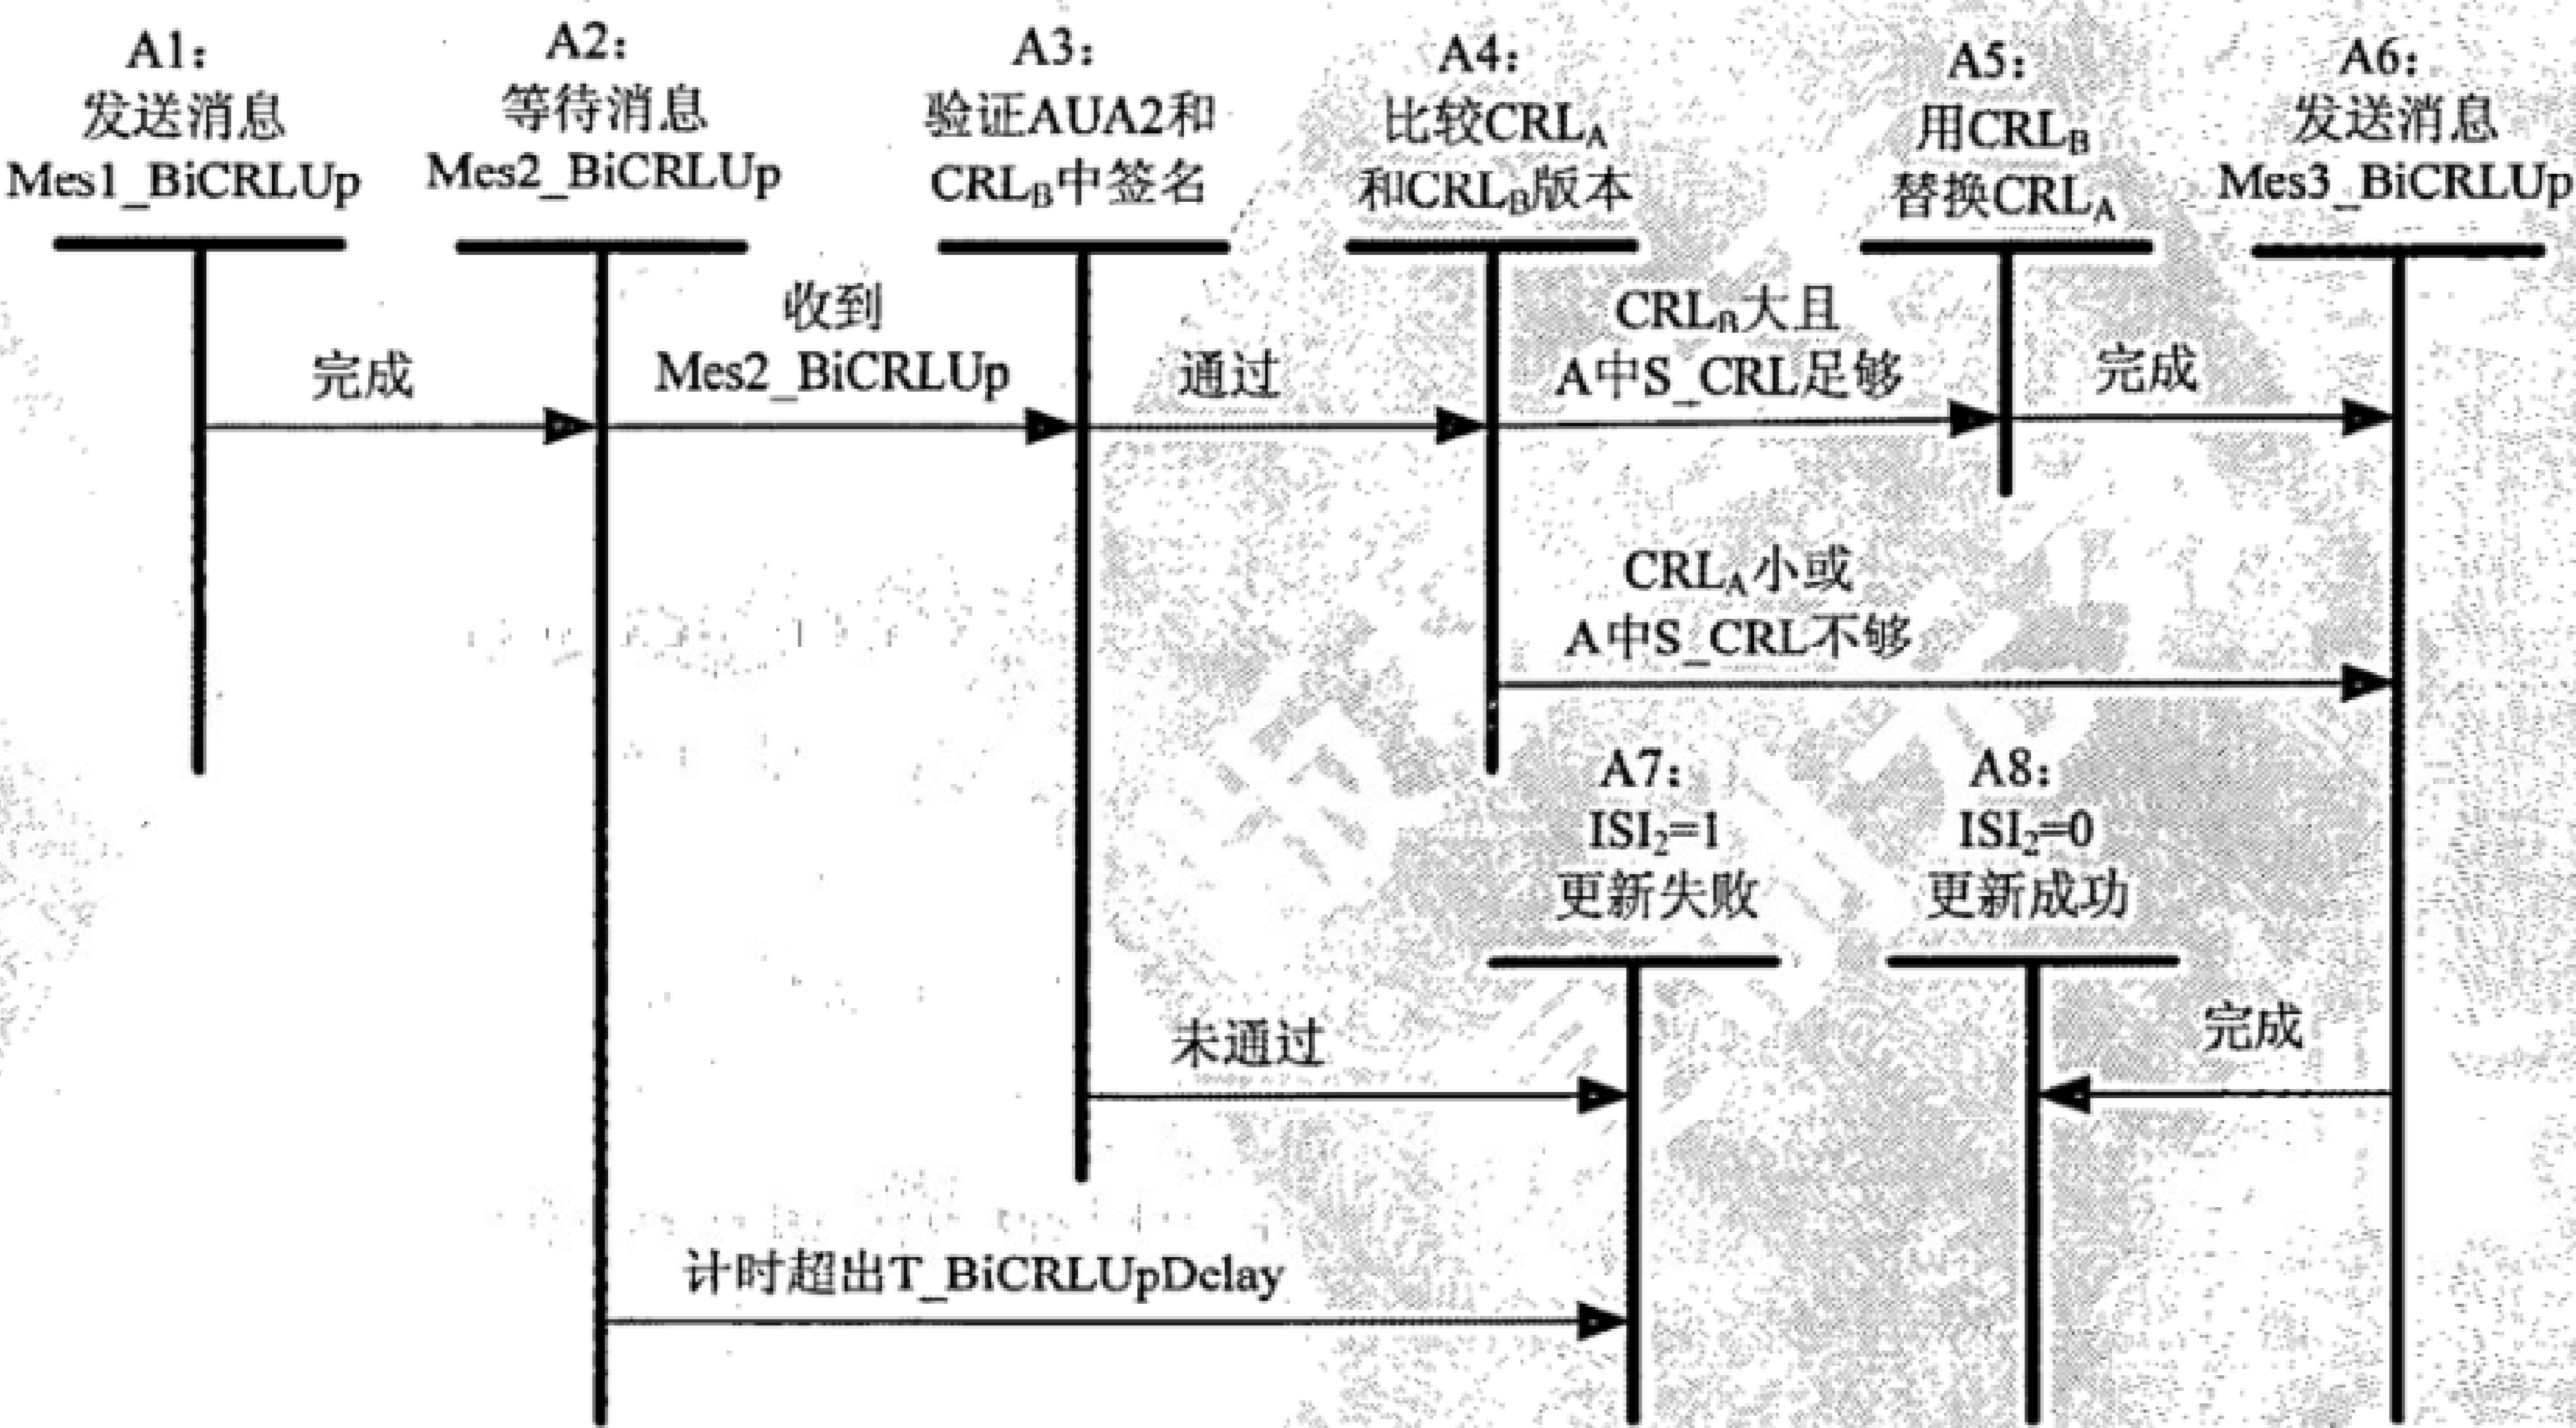 A1:
发送消息
Mes1_BiCRLUp
A2:
等待消息
Mes2_BiCRLUp
A3:
验证AUA2和
CRLB中签名
A4:
比较CRLA
和CRLB版本
A5:
用CRLB
替换CRLA
A6:
发送消息
Mes3_BiCRLUp
完成
收到
Mes2_BiCRLUp
通过
CRLB大且
A中S_CRL足够
完成
CRLA小或
A中S_CRL不够
A7:
ISI2=1
更新失败
A8:
ISI2=0
更新成功
未通过
完成
计时超出T_BiCRLUpDelay